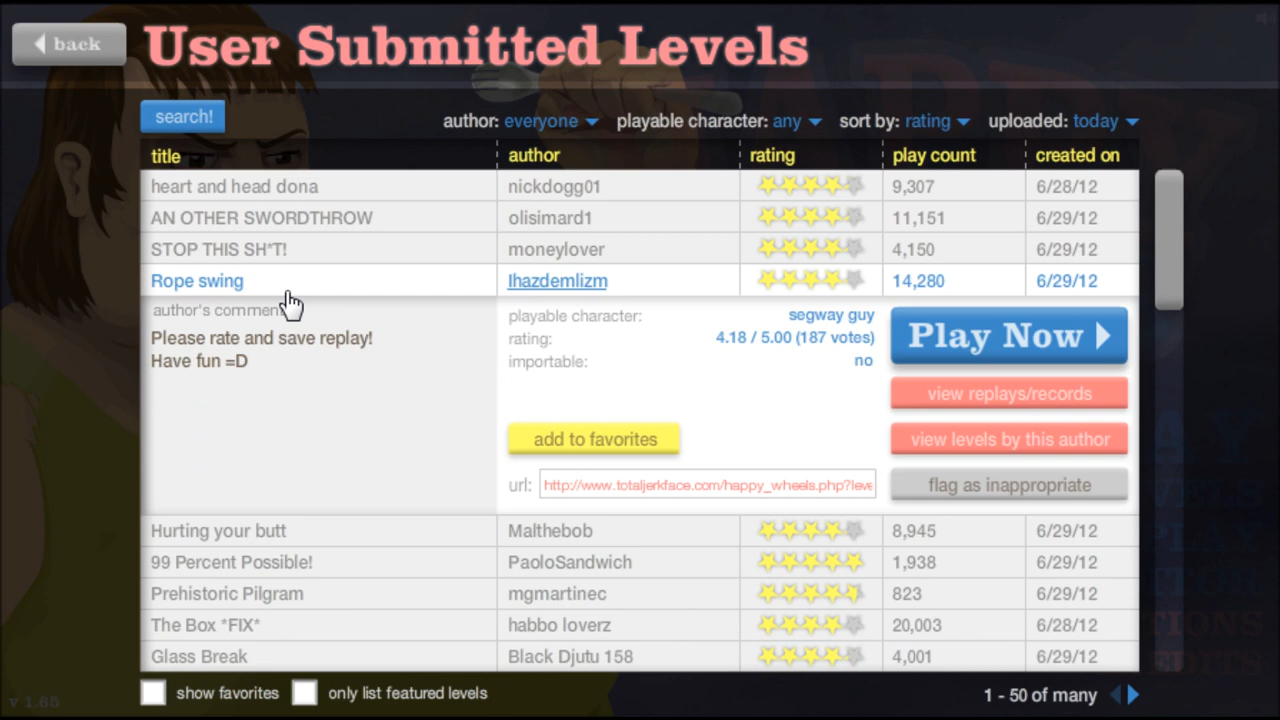 back
User Submitted Levels
search!
author: everyone playable character: any sort by: rating uploaded: today
title author rating play count created on
heart and head dona nickdogg01 9,307 6/28/12
AN OTHER SWORDTHROW olisimard1 11,151 6/29/12
STOP THIS SH*T! moneylover 4,150 6/29/12
Rope swing Ihazdemlizm 14,280 6/29/12
author's comment
Please rate and save replay!
Have fun =D
playable character: segway guy
rating: 4.18 / 5.00 (187 votes)
importable: no
add to favorites
url: http://www.totaljerkface.com/happy_wheels.php?leve
Play Now
view replays/records
view levels by this author
flag as inappropriate
Hurting your butt Malthebob 8,945 6/29/12
99 Percent Possible! PaoloSandwich 1,938 6/29/12
Prehistoric Pilgram mgmartinec 823 6/29/12
The Box *FIX* habbo loverz 20,003 6/28/12
Glass Break Black Djutu 158 4,001 6/29/12
show favorites only list featured levels
1 - 50 of many
v 1.65